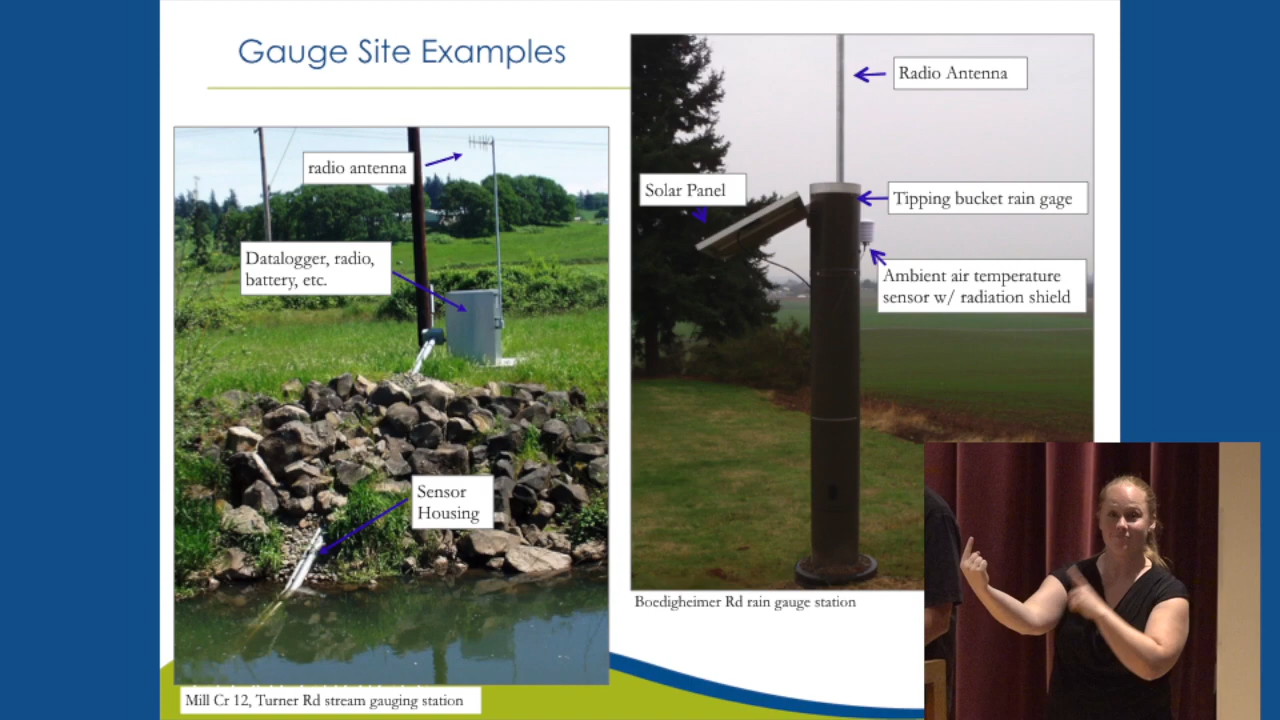 Gauge Site Examples
radio antenna
Datalogger, radio,
battery, etc.
Sensor
Housing
Mill Cr 12, Turner Rd stream gauging station
Radio Antenna
Solar Panel
Tipping bucket rain gage
Ambient air temperature
sensor w/ radiation shield
Boedigheimer Rd rain gauge station